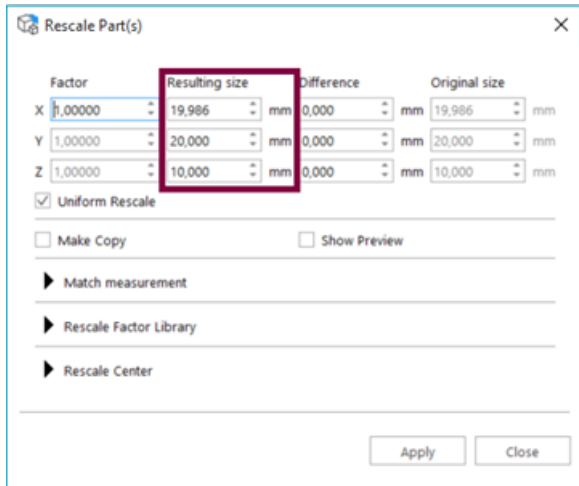 Rescale Part(s)
Factor Resulting size Difference Original size
X 1,00000 19,986 mm 0,000 mm 19,986 mm
Y 1,00000 20,000 mm 0,000 mm 20,000 mm
Z 1,00000 10,000 mm 0,000 mm 10,000 mm
Uniform Rescale
Make Copy Show Preview
Match measurement
Rescale Factor Library
Rescale Center
Apply Close